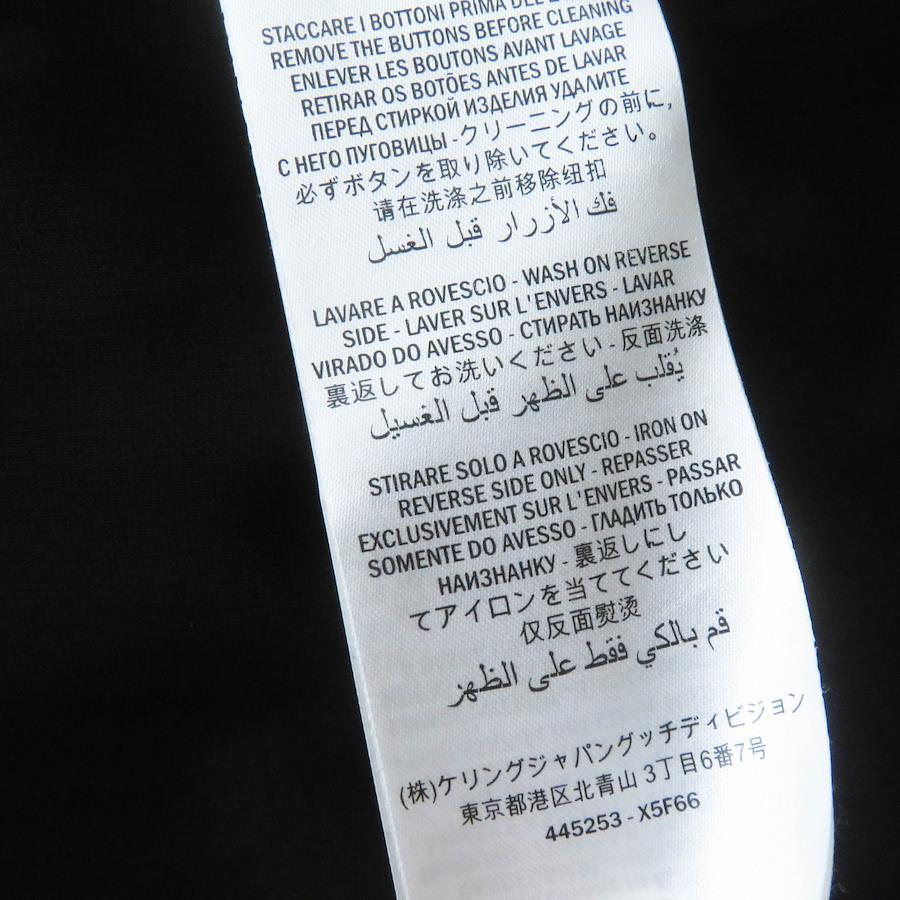 STACCARE I BOTTONI PRIMA DEL
REMOVE THE BUTTONS BEFORE CLEANING
ENLEVER LES BOUTONS AVANT LAVAGE
RETIRAR OS BOTÕES ANTES DE LAVAR
ПЕРЕД СТИРКОЙ ИЗДЕЛИЯ УДАЛИТЕ
С НЕГО ПУГОВИЦЫ -クリーニングの前に,
必ずボタンを取り除いてください。
请在洗涤之前移除纽扣
فك الأزرار قبل الغسل
LAVARE A ROVESCIO - WASH ON REVERSE
SIDE - LAVER SUR L'ENVERS - LAVAR
VIRADO DO AVESSO - СТИРАТЬ НАИЗНАНКУ
裏返してお洗いください - 反面洗涤
يُقلب على الظهر قبل الغسيل
STIRARE SOLO A ROVESCIO - IRON ON
REVERSE SIDE ONLY - REPASSER
EXCLUSIVEMENT SUR L'ENVERS - PASSAR
SOMENTE DO AVESSO - ГЛАДИТЬ ТОЛЬКО
НАИЗНАНКУ - 裏返しにし
てアイロンを当ててください
仅反面熨烫
قم بالكي فقط على الظهر
(株)ケリングジャパングッチディビジョン
東京都港区北青山 3丁目6番7号
445253 - X5F66